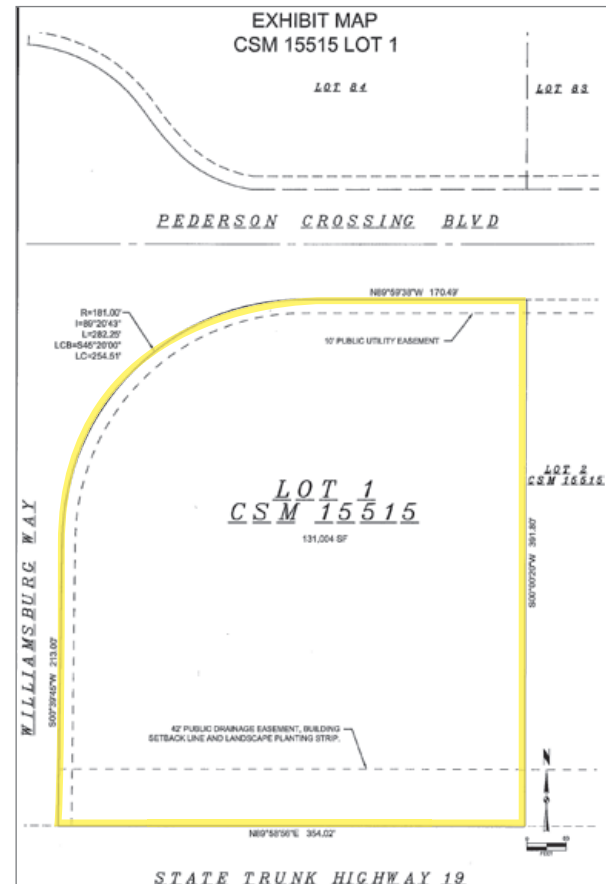 EXHIBIT MAP
CSM 15515 LOT 1
LOT 84
LOT 83
PEDERSON CROSSING BLVD
N89°59'38"W 170.49'
R=181.00'
I=89°20'43"
L=282.25'
LCB=S45°20'00"
LC=254.51'
10' PUBLIC UTILITY EASEMENT
LOT 1
CSM 15515
131,004 SF
LOT 2
CSM 15515
WILLIAMSBURG WAY
S00°39'45"W 213.00'
S00°00'20"W 391.80'
42' PUBLIC DRAINAGE EASEMENT, BUILDING
SETBACK LINE AND LANDSCAPE PLANTING STRIP.
N
N89°58'56"E 354.02'
FEET
STATE TRUNK HIGHWAY 19